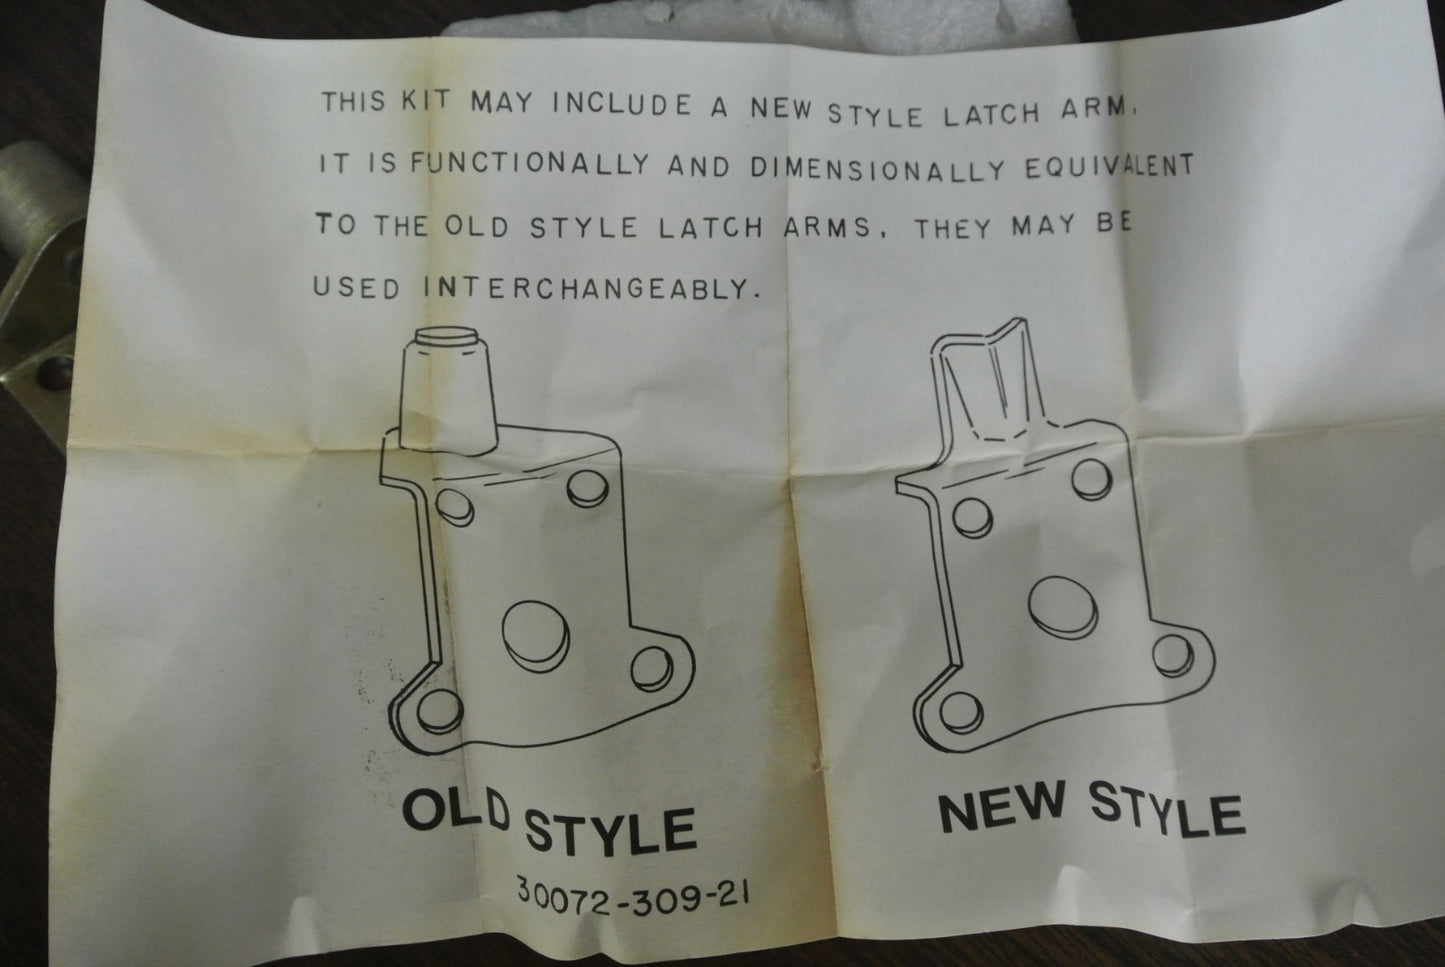 THIS KIT MAY INCLUDE A NEW STYLE LATCH ARM.
IT IS FUNCTIONALLY AND DIMENSIONALLY EQUIVALENT
TO THE OLD STYLE LATCH ARMS. THEY MAY BE
USED INTERCHANGEABLY.
OLD STYLE
NEW STYLE
30072-309-21